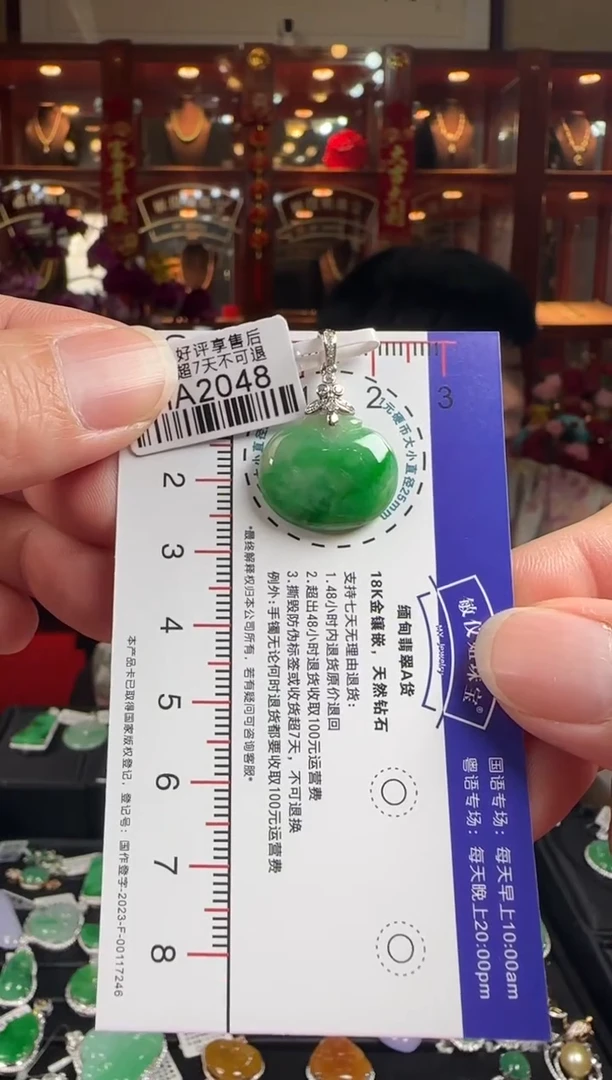 好评享售后
超7天不可退
A2048
2
3
1元硬币大小直径25mm
2
3
4
5
6
7
8
缅甸翡翠A货
18K金镶嵌，天然钻石
支持七天无理由退货：
1. 48小时内退货原价退回
2. 超出48小时退货收取100元运营费
3. 撕毁防伪标签或收货超7天，不可退换
例外：手镯无论何时退货都要收取100元运营费
*最终解释权归本公司所有，若有疑问可咨询客服*
本产品卡已取得国家版权登记，登记号：国作登字-2023-F-00117246
MY Jewelry
国语专场：每天早上10:00am
粤语专场：每天晚上20:00pm